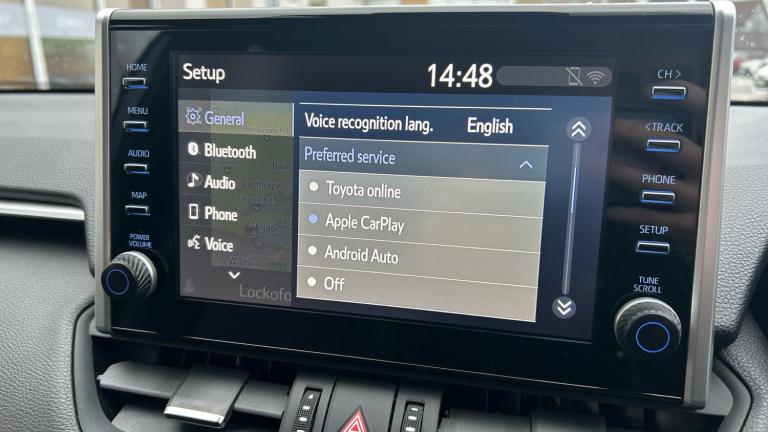 HOME
MENU
AUDIO
MAP
POWER
VOLUME
Setup
14:48
General
Bluetooth
Audio
Phone
Voice
Voice recognition lang. English
Preferred service
Toyota online
Apple CarPlay
Android Auto
Off
Lockofo
CH >
< TRACK
PHONE
SETUP
TUNE
SCROLL